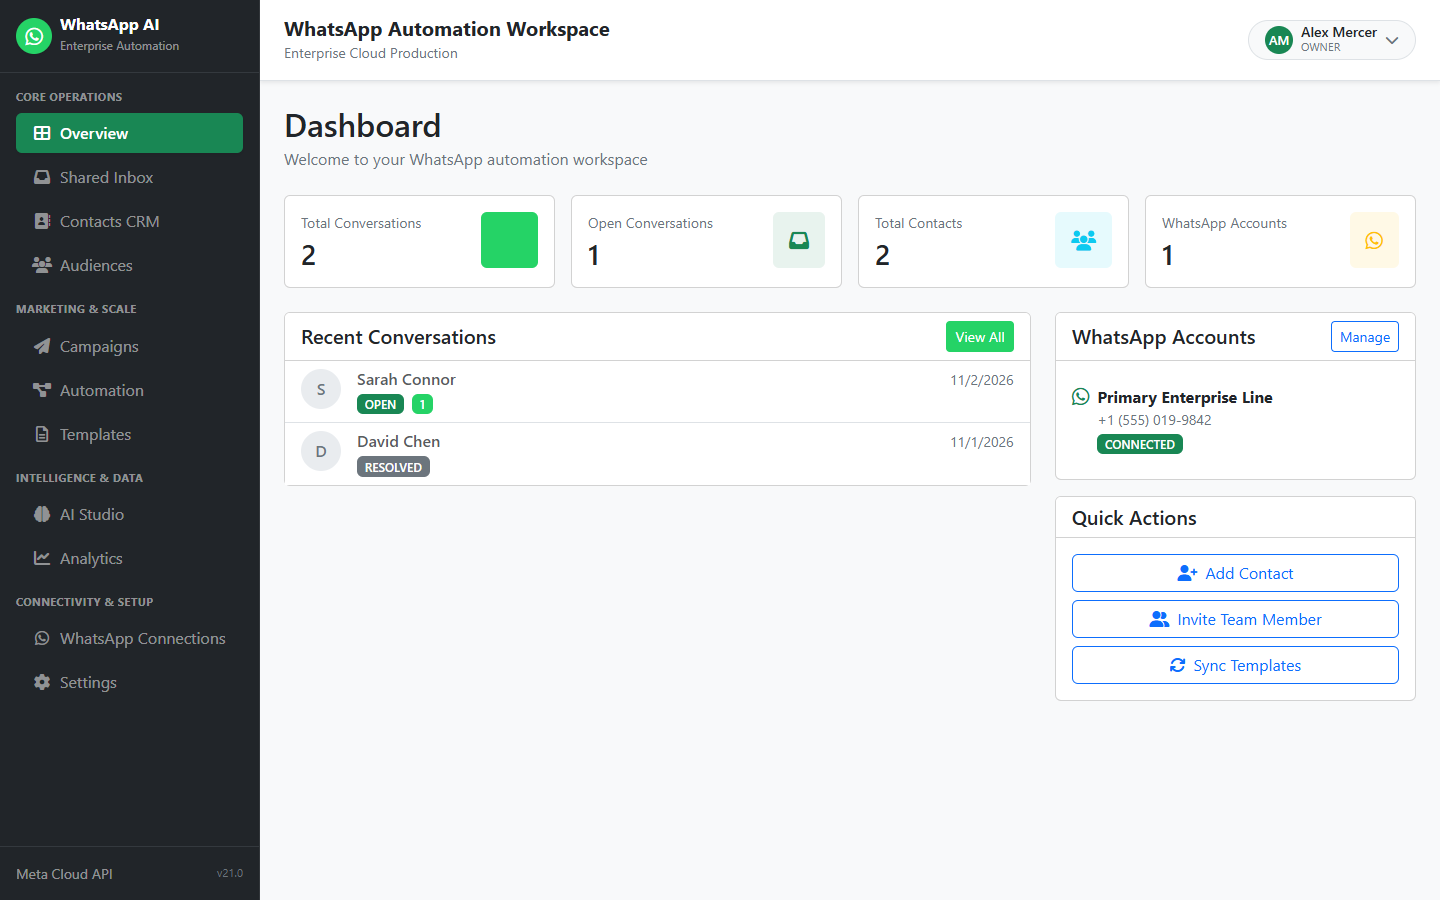 WhatsApp AI
Enterprise Automation
CORE OPERATIONS
Overview
Shared Inbox
Contacts CRM
Audiences
MARKETING & SCALE
Campaigns
Automation
Templates
INTELLIGENCE & DATA
AI Studio
Analytics
CONNECTIVITY & SETUP
WhatsApp Connections
Settings
Meta Cloud API
v21.0
WhatsApp Automation Workspace
Enterprise Cloud Production
AM
Alex Mercer
OWNER
Dashboard
Welcome to your WhatsApp automation workspace
Total Conversations
2
Open Conversations
1
Total Contacts
2
WhatsApp Accounts
1
Recent Conversations
View All
S
Sarah Connor
11/2/2026
OPEN
1
D
David Chen
11/1/2026
RESOLVED
WhatsApp Accounts
Manage
Primary Enterprise Line
+1 (555) 019-9842
CONNECTED
Quick Actions
Add Contact
Invite Team Member
Sync Templates